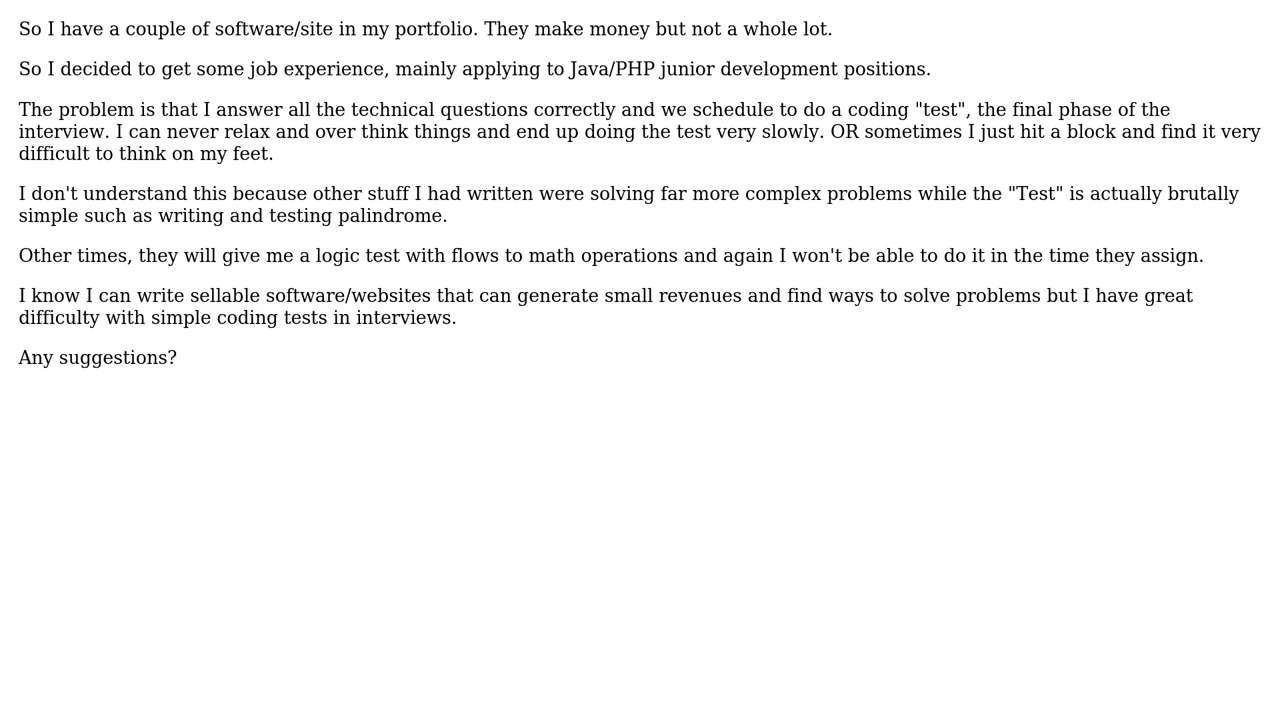 So I have a couple of software/site in my portfolio. They make money but not a whole lot.
So I decided to get some job experience, mainly applying to Java/PHP junior development positions.
The problem is that I answer all the technical questions correctly and we schedule to do a coding "test", the final phase of the
interview. I can never relax and over think things and end up doing the test very slowly. OR sometimes I just hit a block and find it very
difficult to think on my feet.
I don't understand this because other stuff I had written were solving far more complex problems while the "Test" is actually brutally
simple such as writing and testing palindrome.
Other times, they will give me a logic test with flows to math operations and again I won't be able to do it in the time they assign.
I know I can write sellable software/websites that can generate small revenues and find ways to solve problems but I have great
difficulty with simple coding tests in interviews.
Any suggestions?